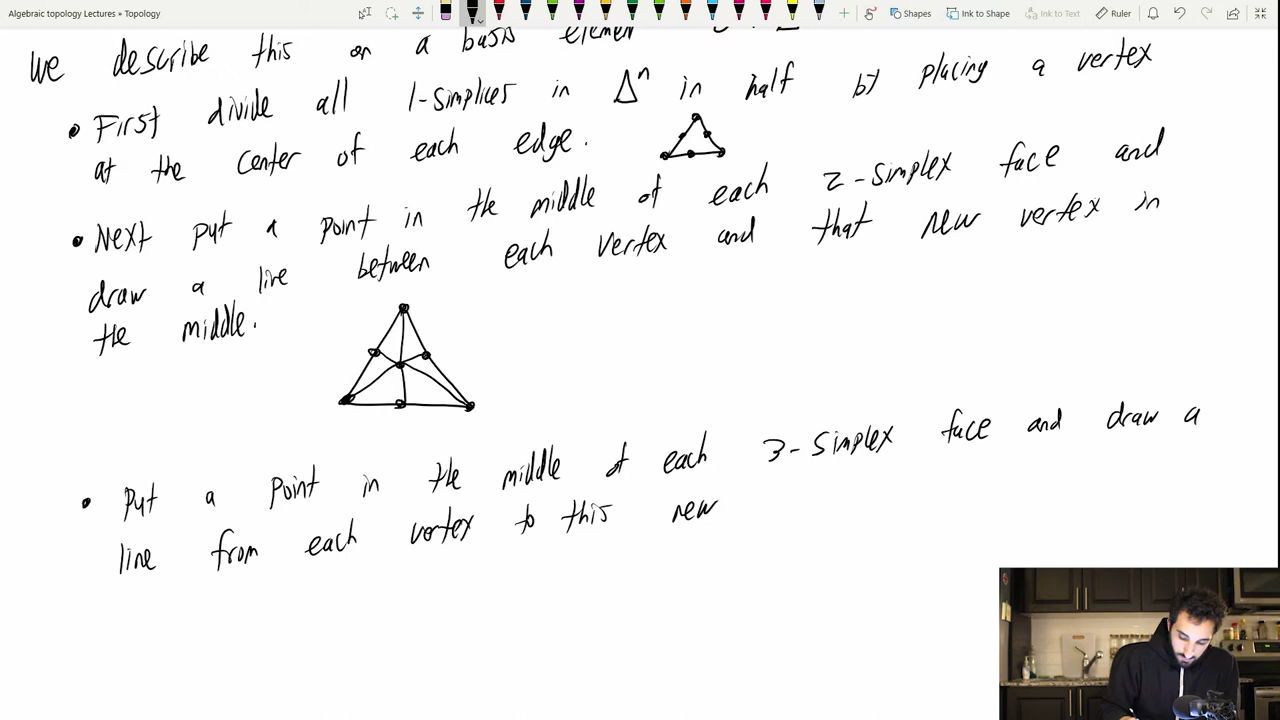 Algebraic topology Lectures » Topology
Shapes
Ink to Shape
Ink to Text
Ruler
we describe this on a basis element
• First divide all 1-simplices in Δⁿ in half by placing a vertex
at the center of each edge.
• Next put a point in the middle of each 2-simplex face and
draw a line between each vertex and that new vertex in
the middle.
• Put a point in the middle of each 3-simplex face and draw a
line from each vertex to this new